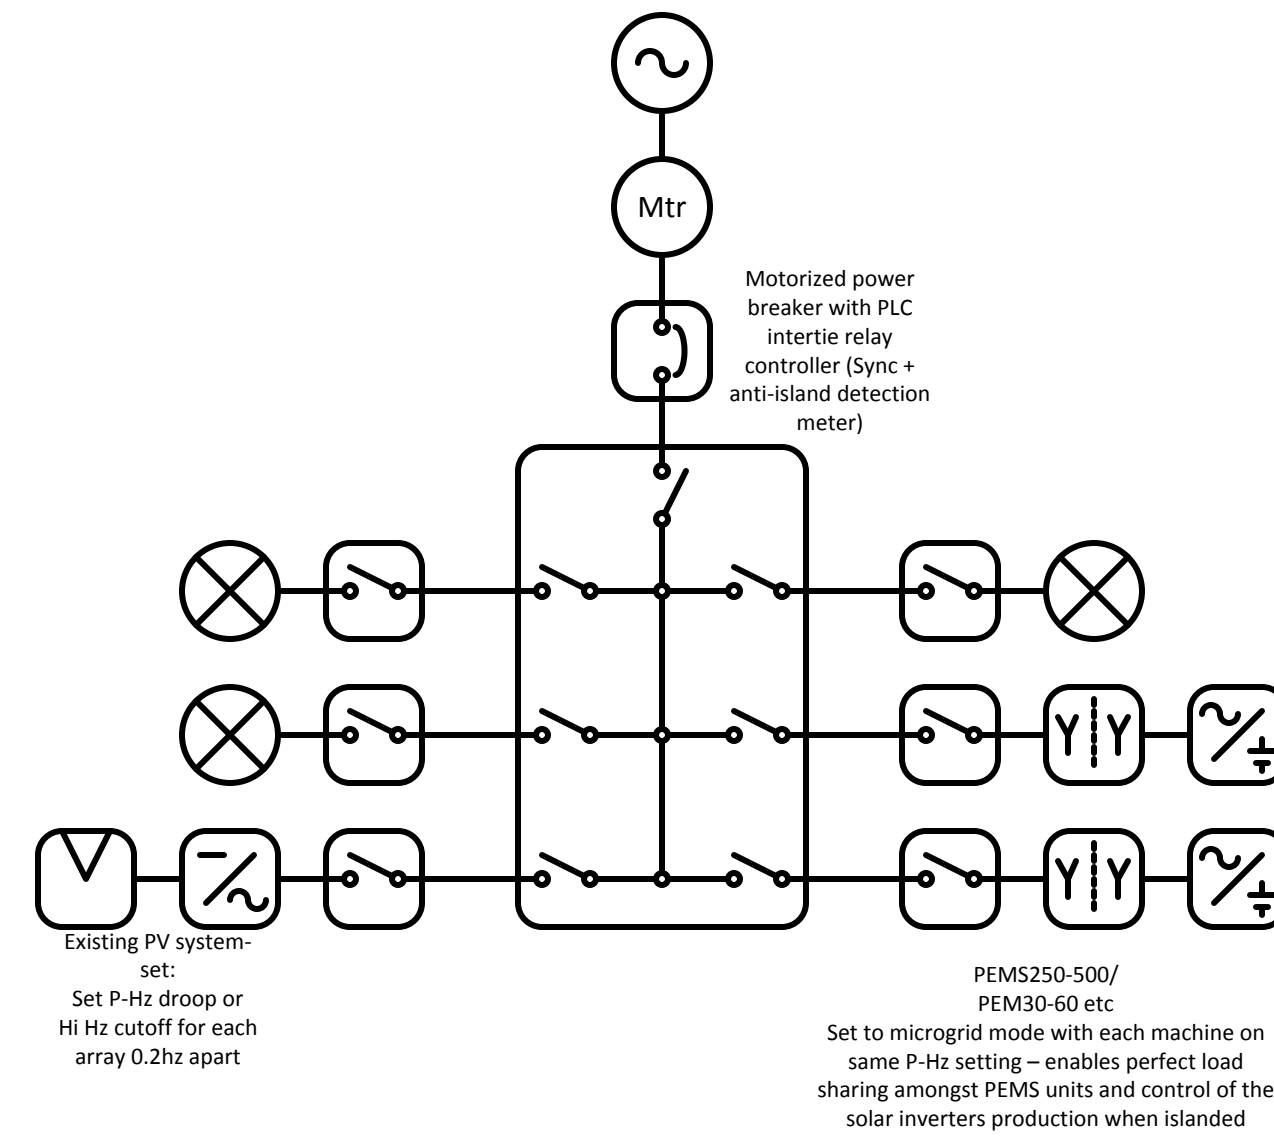 Mtr
Motorized power
breaker with PLC
intertie relay
controller (Sync +
anti-island detection
meter)
Existing PV system-
set:
Set P-Hz droop or
Hi Hz cutoff for each
array 0.2hz apart
PEMS250-500/
PEM30-60 etc
Set to microgrid mode with each machine on
same P-Hz setting – enables perfect load
sharing amongst PEMS units and control of the
solar inverters production when islanded